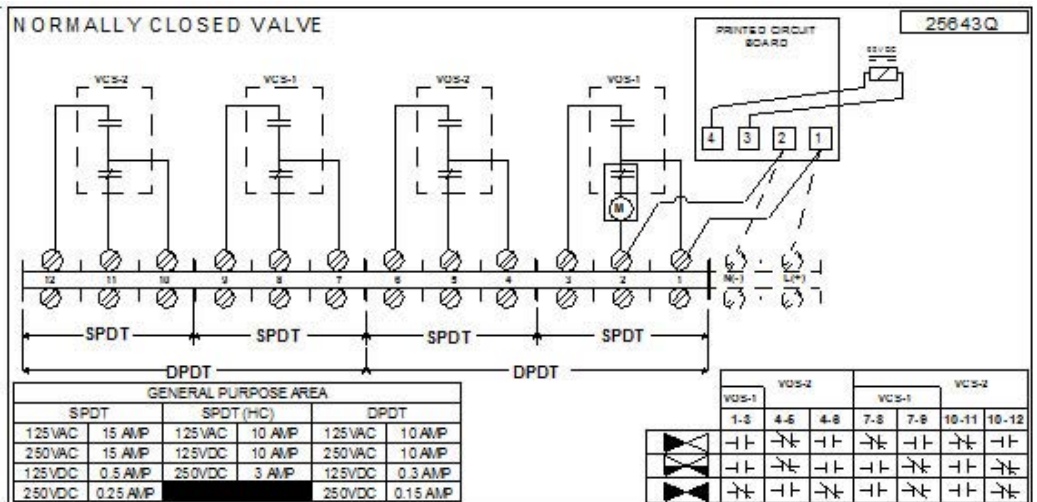 NORMALLY CLOSED VALVE
25643Q
PRINTED CIRCUIT
BOARD
VCS-2
VCS-1
VOS-2
VOS-1
4 3 2 1
M
12 11 10 9 8 7 6 5 4 3 2 1 N(-) L(+)
SPDT SPDT SPDT SPDT
DPDT DPDT
GENERAL PURPOSE AREA
SPDT SPDT (HC) DPDT
125VAC 15 AMP 125VAC 10 AMP 125VAC 10 AMP
250VAC 15 AMP 125VDC 10 AMP 250VAC 10 AMP
125VDC 0.5 AMP 250VDC 3 AMP 125VDC 0.3 AMP
250VDC 0.25 AMP 250VDC 0.15 AMP
VOS-1 VOS-2 VCS-1 VCS-2
1-3 4-5 4-6 7-8 7-9 10-11 10-12